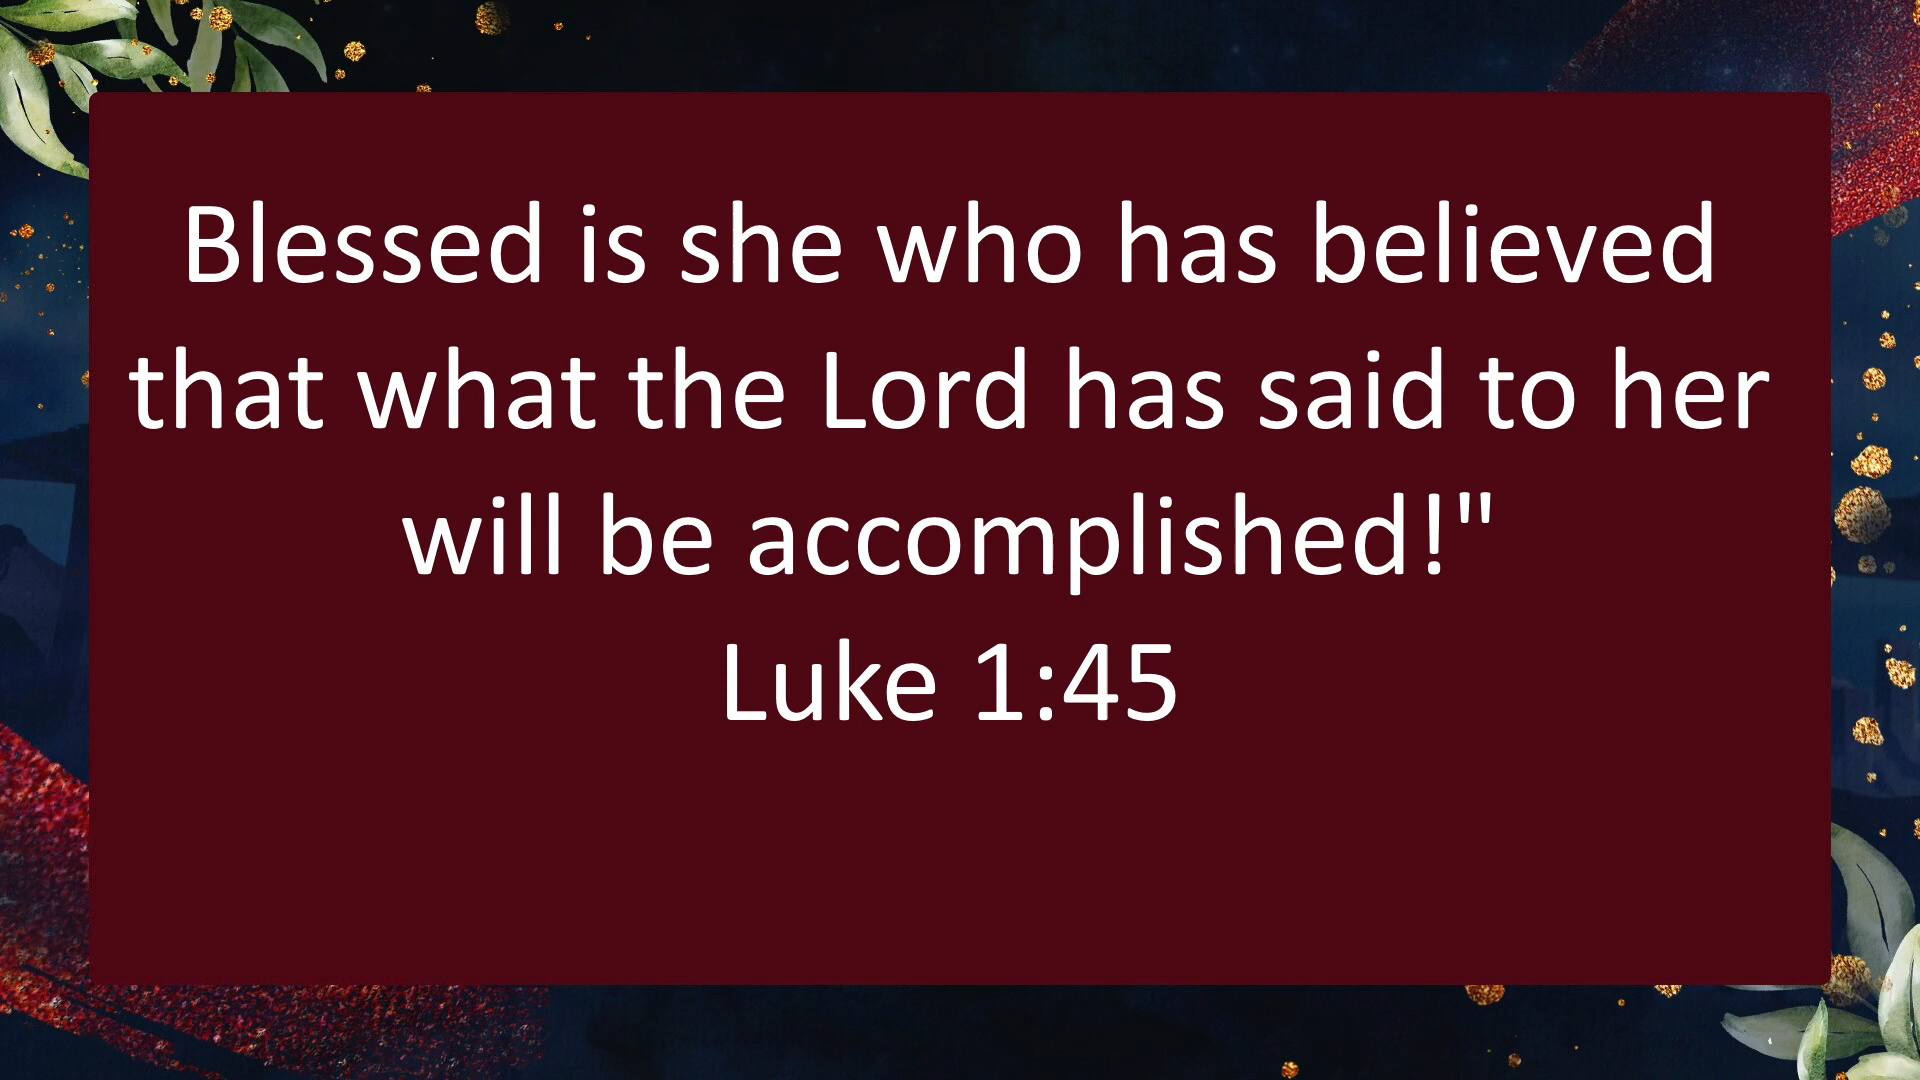 Blessed is she who has believed
that what the Lord has said to her
will be accomplished!"
Luke 1:45